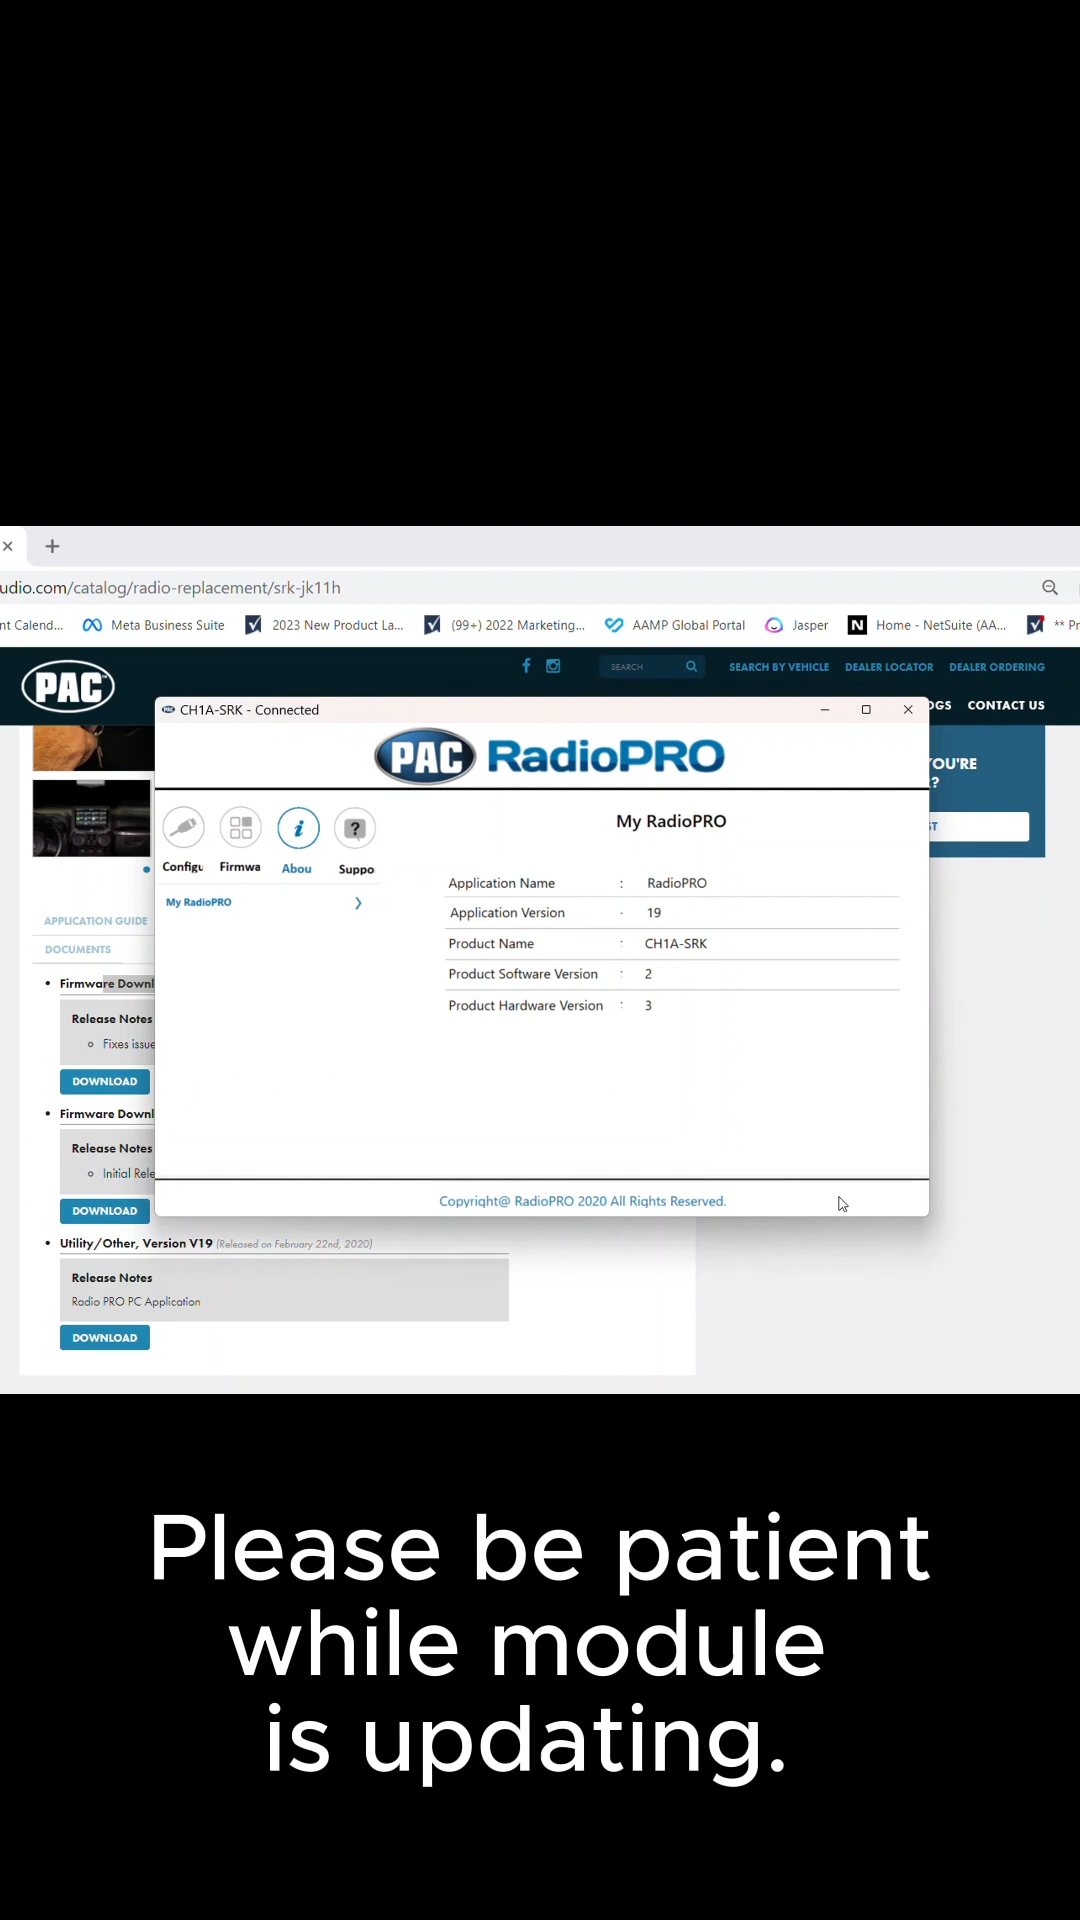 udio.com/catalog/radio-replacement/srk-jk11h
nt Calend... Meta Business Suite 2023 New Product La... (99+) 2022 Marketing... AAMP Global Portal Jasper Home - NetSuite (AA... ** Pr
PAC
SEARCH
SEARCH BY VEHICLE DEALER LOCATOR DEALER ORDERING
OGS CONTACT US
CH1A-SRK - Connected
PAC RadioPRO
OU'RE
?
ST
Configu Firmwa Abou Suppo
My RadioPRO
My RadioPRO
Application Name : RadioPRO
Application Version : 19
Product Name : CH1A-SRK
Product Software Version : 2
Product Hardware Version : 3
Copyright@ RadioPRO 2020 All Rights Reserved.
APPLICATION GUIDE
DOCUMENTS
Firmware Downl
Release Notes
Fixes issue
DOWNLOAD
Firmware Downl
Release Notes
Initial Rele
DOWNLOAD
Utility/Other, Version V19 (Released on February 22nd, 2020)
Release Notes
Radio PRO PC Application
DOWNLOAD
Please be patient
while module
is updating.